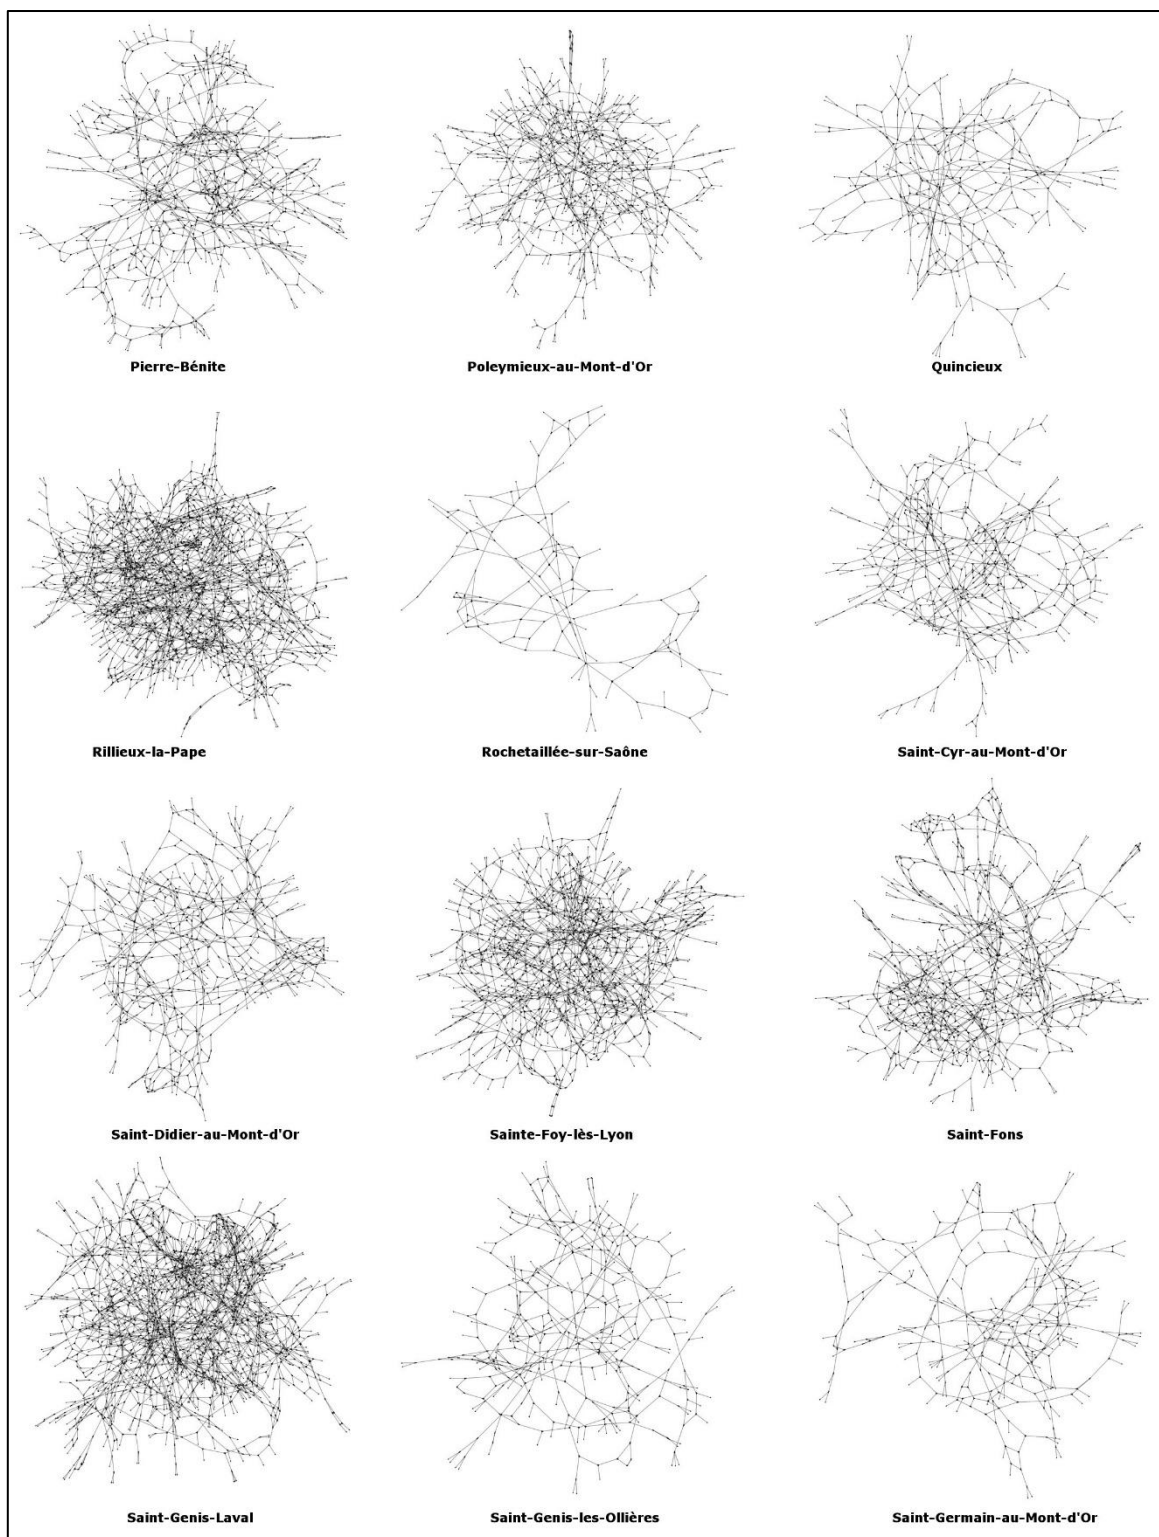 Pierre-Bénite
Poleymieux-au-Mont-d'Or
Quincieux
Rillieux-la-Pape
Rochetaillée-sur-Saône
Saint-Cyr-au-Mont-d'Or
Saint-Didier-au-Mont-d'Or
Sainte-Foy-lès-Lyon
Saint-Fons
Saint-Genis-Laval
Saint-Genis-les-Ollières
Saint-Germain-au-Mont-d'Or